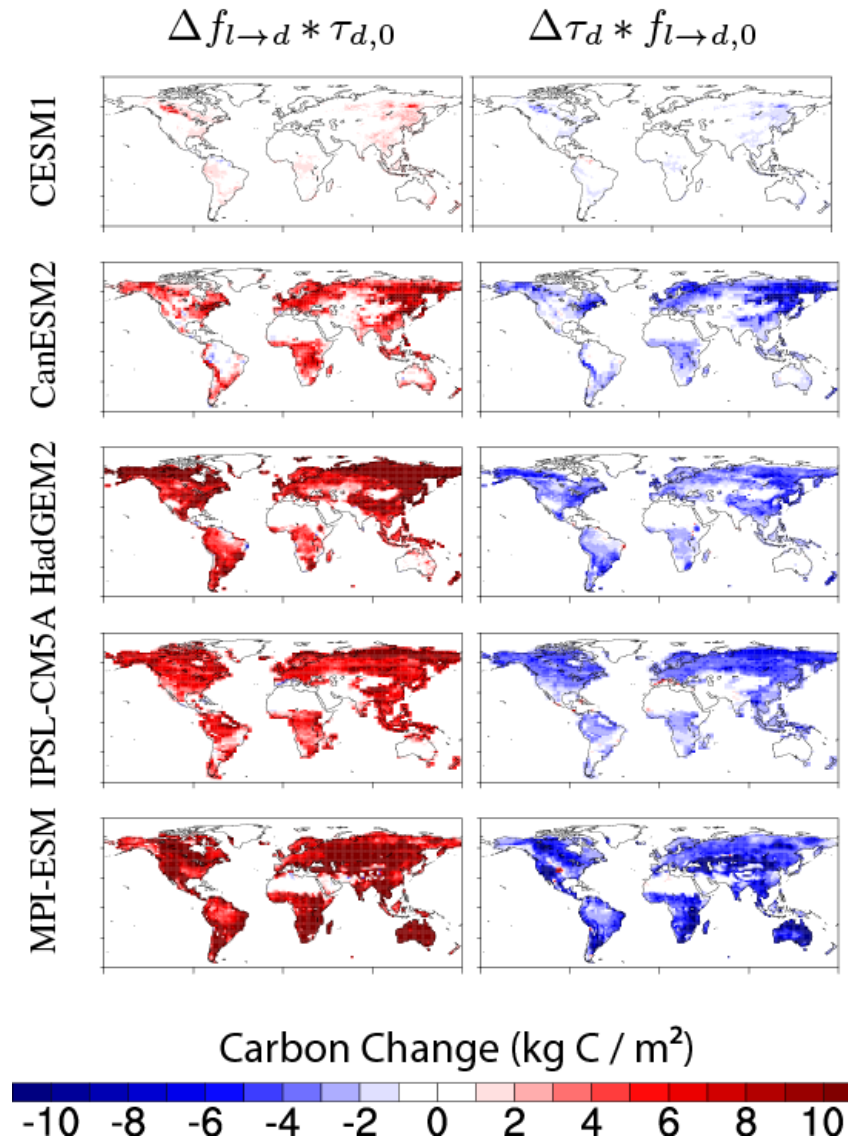 Δf_{l→d} * τ_{d,0}
Δτ_d * f_{l→d,0}
CESM1
CanESM2
HadGEM2
IPSL-CM5A
MPI-ESM
Carbon Change (kg C / m²)
-10 -8 -6 -4 -2 0 2 4 6 8 10